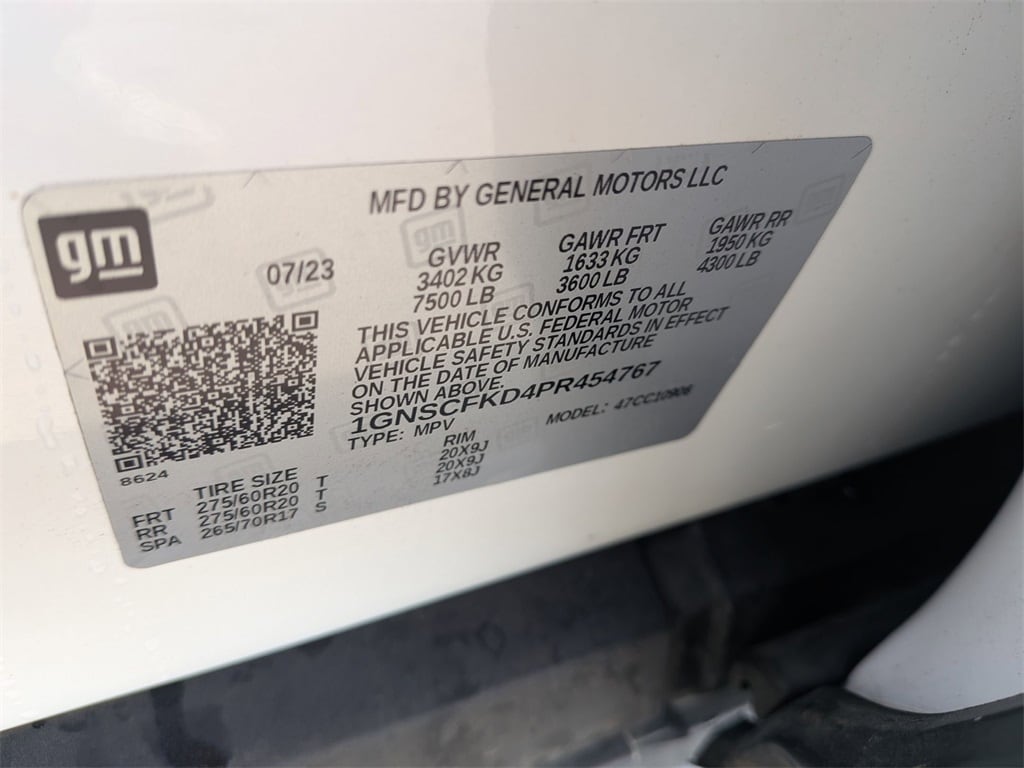 MFD BY GENERAL MOTORS LLC
gm
07/23
GVWR
3402 KG
7500 LB
GAWR FRT
1633 KG
3600 LB
GAWR RR
1950 KG
4300 LB
THIS VEHICLE CONFORMS TO ALL
APPLICABLE U.S. FEDERAL MOTOR
VEHICLE SAFETY STANDARDS IN EFFECT
ON THE DATE OF MANUFACTURE
SHOWN ABOVE.
1GNSCFKD4PR454767
TYPE: MPV MODEL: 47CC10906
8624
TIRE SIZE RIM
FRT 275/60R20 T 20X9J
RR 275/60R20 T 20X9J
SPA 265/70R17 S 17X8J